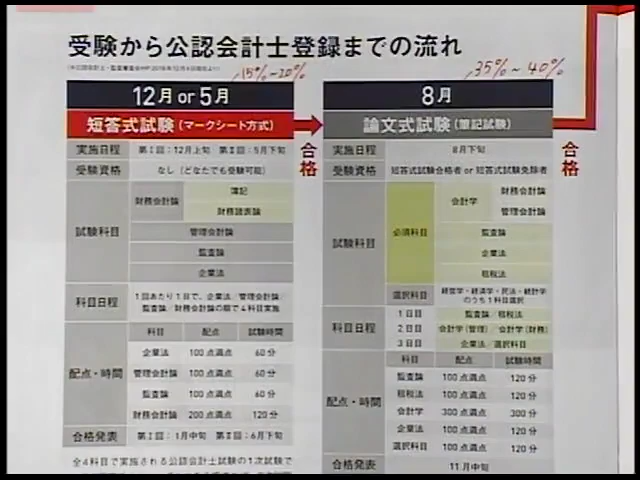 受験から公認会計士登録までの流れ
15%~20%
35%~40%
12月 or 5月
短答式試験(マークシート方式)
合格
実施日程 第Ⅰ回:12月上旬 第Ⅱ回:5月下旬
受験資格 なし(どなたでも受験可能)
試験科目
財務会計論
簿記
財務諸表論
管理会計論
監査論
企業法
科目日程
1回あたり1日で、企業法/管理会計論/
監査論/財務会計論の順で4科目実施
配点・時間
科目 配点 試験時間
企業法 100点満点 60分
管理会計論 100点満点 60分
監査論 100点満点 60分
財務会計論 200点満点 120分
合格発表 第Ⅰ回:1月中旬 第Ⅱ回:6月下旬
全4科目で実施される公認会計士試験の1次試験で
8月
論文式試験(筆記試験)
合格
実施日程 8月下旬
受験資格 短答式試験合格者 or 短答式試験免除者
試験科目
必須科目
会計学
財務会計論
管理会計論
監査論
企業法
租税法
選択科目
経営学・経済学・民法・統計学
のうち1科目選択
科目日程
1日目 監査論/租税法
2日目 会計学(管理)/会計学(財務)
3日目 企業法/選択科目
配点・時間
科目 配点 試験時間
監査論 100点満点 120分
租税法 100点満点 120分
会計学 300点満点 300分
企業法 100点満点 120分
選択科目 100点満点 120分
合格発表 11月中旬